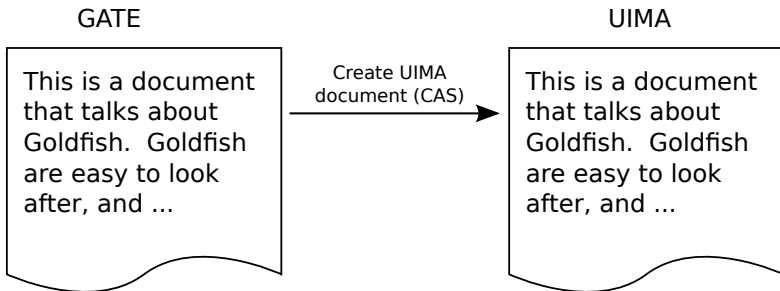 GATE
UIMA
This is a document
that talks about
Goldfish.  Goldfish
are easy to look
after, and ...
Create UIMA
document (CAS)
This is a document
that talks about
Goldfish.  Goldfish
are easy to look
after, and ...